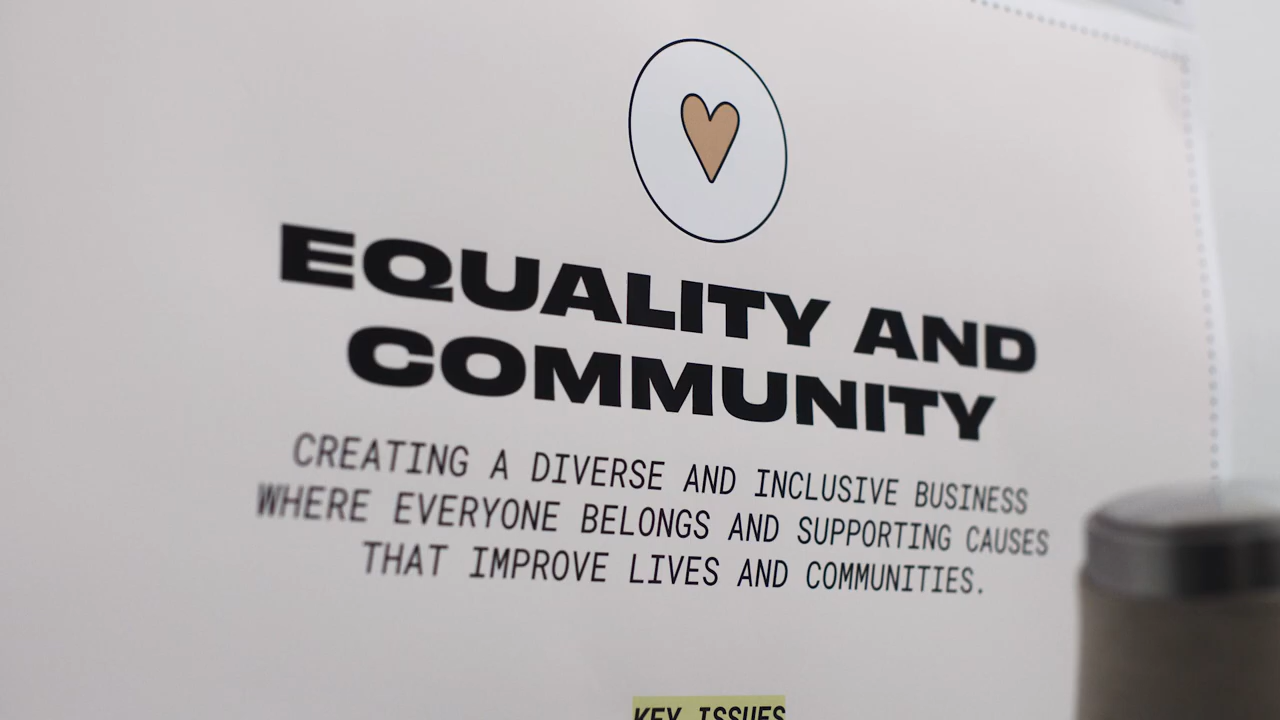 EQUALITY AND
COMMUNITY
CREATING A DIVERSE AND INCLUSIVE BUSINESS
WHERE EVERYONE BELONGS AND SUPPORTING CAUSES
THAT IMPROVE LIVES AND COMMUNITIES.
KEY ISSUES